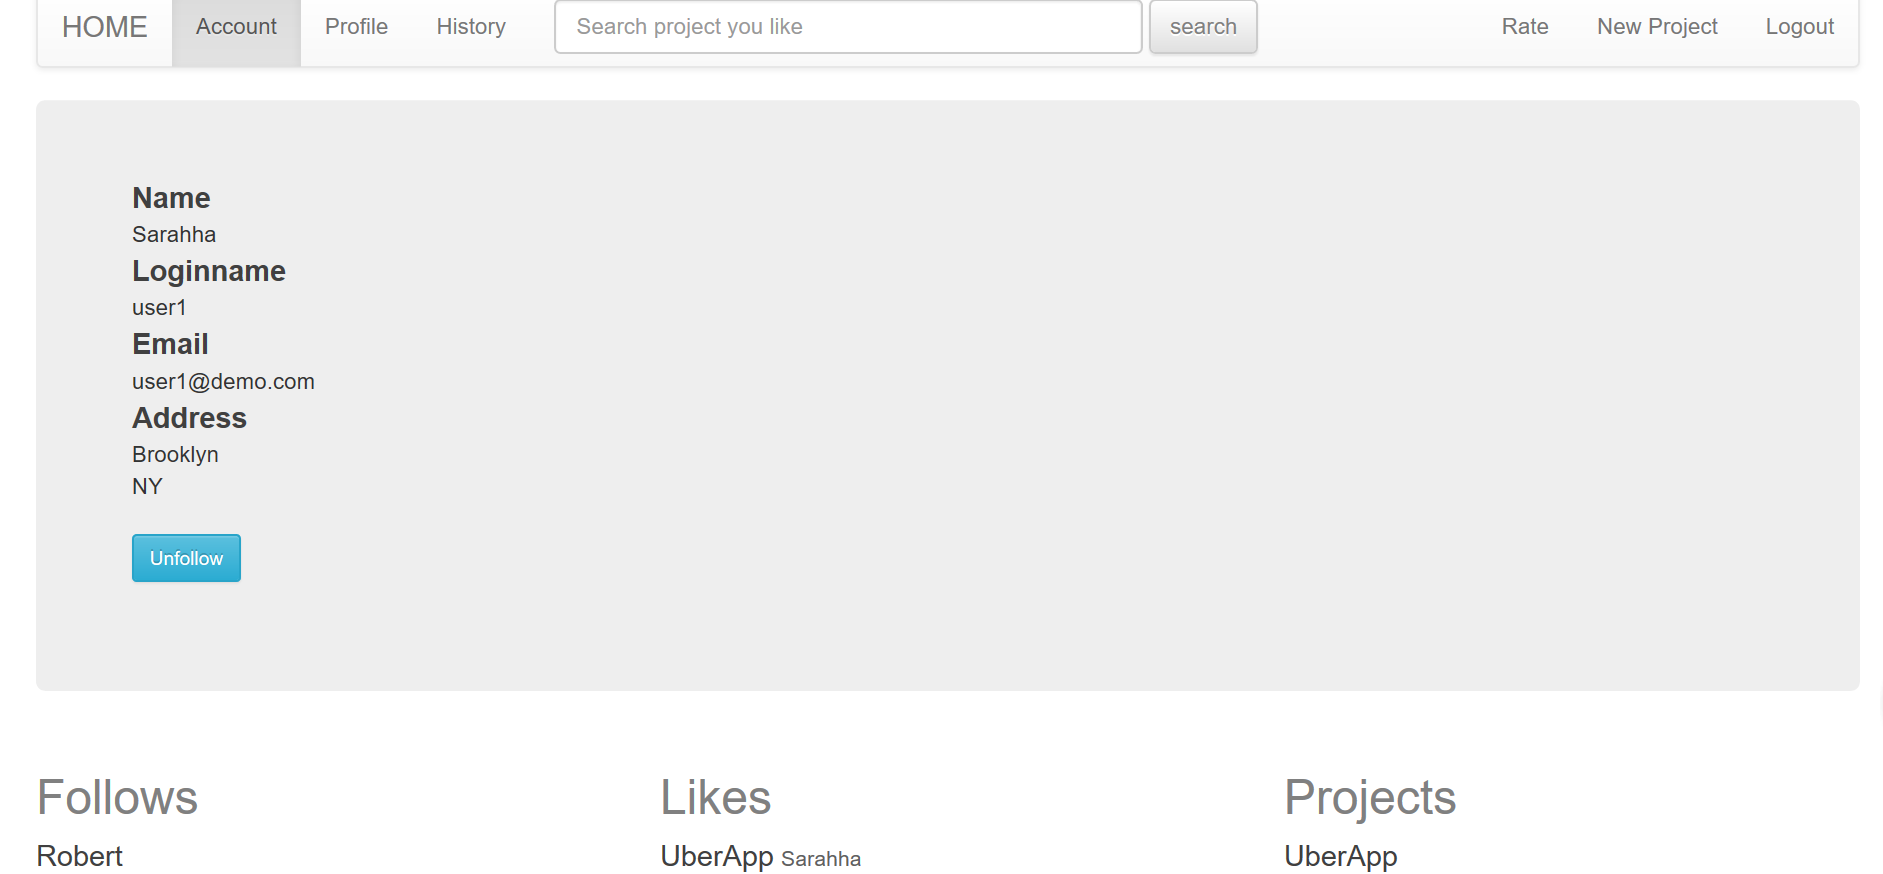 HOME Account Profile History Search project you like search Rate New Project Logout
Name
Sarahha
Loginname
user1
Email
user1@demo.com
Address
Brooklyn
NY
Unfollow
Follows Likes Projects
Robert UberApp Sarahha UberApp